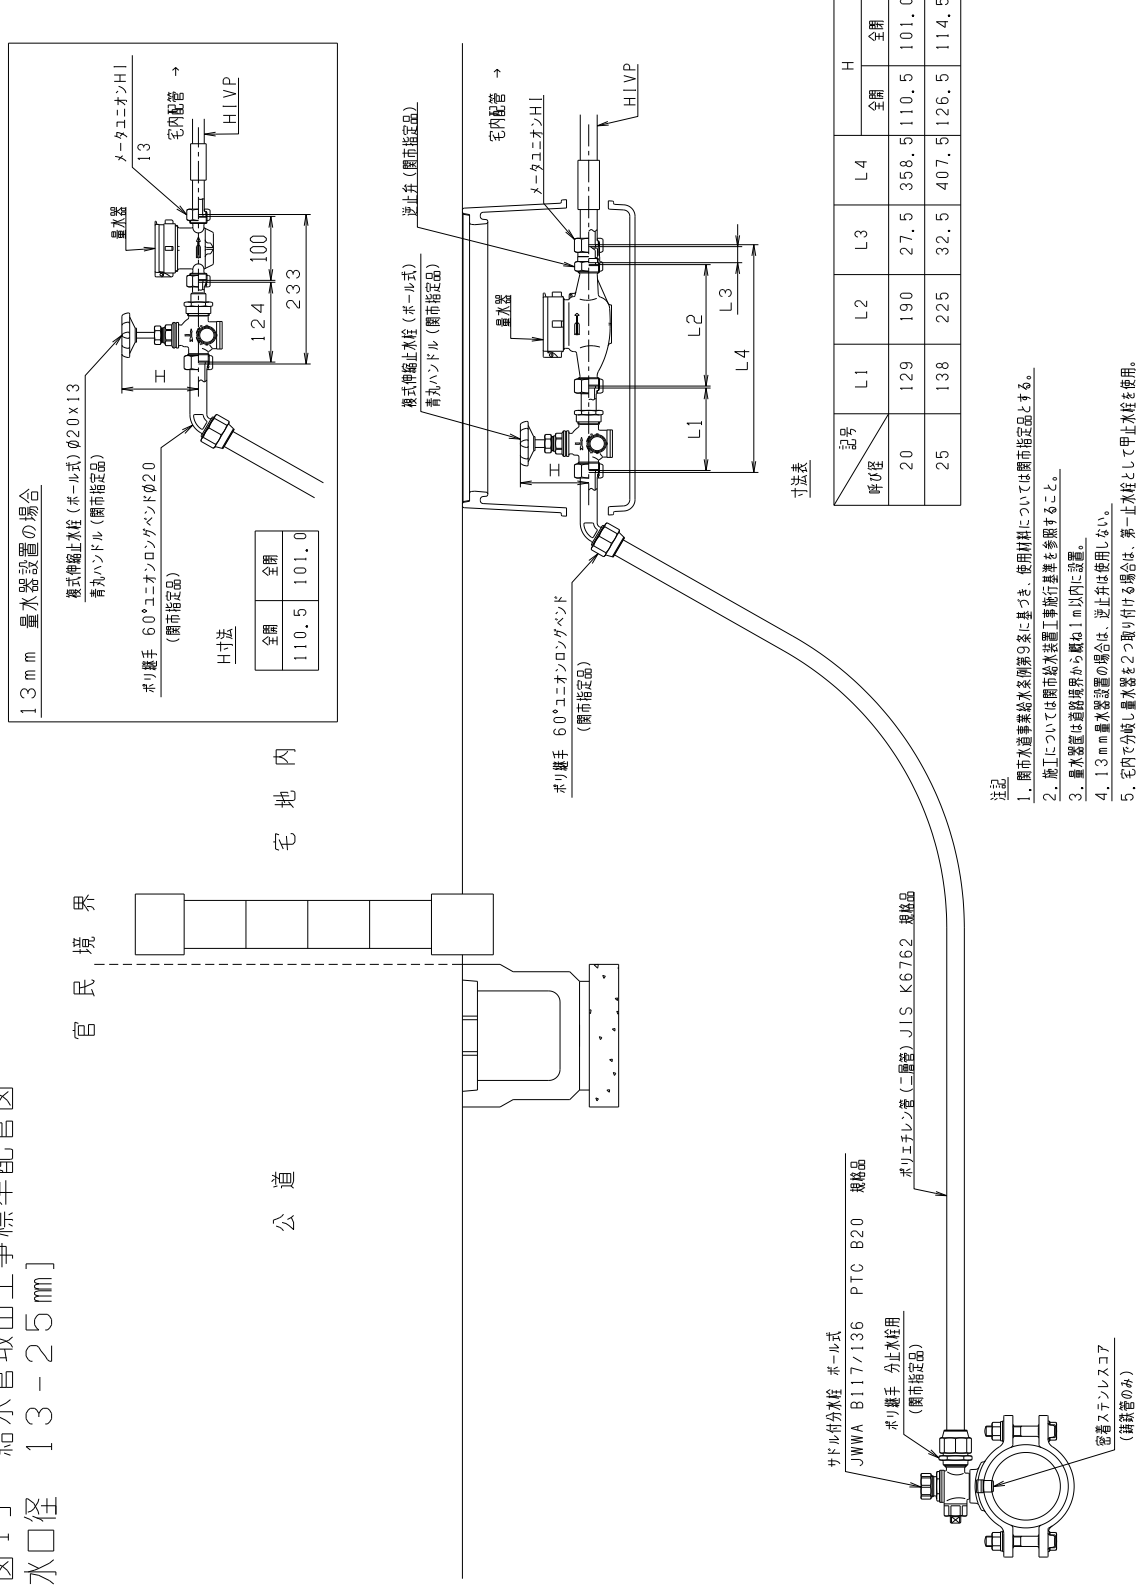 図1」 給水管取出工事標準配管図
水口径 13-25mm]
官民境界
公道
宅地内
13mm 量水器設置の場合
複式伸縮止水栓(ボール式)φ20x13
青丸ハンドル(関市指定品)
ポリ継手 60°ユニオンロングベンドφ20
(関市指定品)
量水器
メータユニオンHI
13
宅内配管 →
HIVP
H
124
100
233
H寸法
全開 全閉
110.5 101.0
複式伸縮止水栓(ボール式)
青丸ハンドル(関市指定品)
逆止弁(関市指定品)
量水器
メータユニオンHI
宅内配管 →
HIVP
H
L1
L2
L3
L4
ポリ継手 60°ユニオンロングベンド
(関市指定品)
ポリエチレン管(二層管)JIS K6762 規格品
サドル付分水栓 ボール式
JWWA B117/136 PTC B20 規格品
ポリ継手 分止水栓用
(関市指定品)
密着ステンレスコア
(鋳鉄管のみ)
寸法表
記号 L1 L2 L3 L4 H
呼び径 全開 全閉
20 129 190 27.5 358.5 110.5 101.0
25 138 225 32.5 407.5 126.5 114.5
注記
1.関市水道事業給水条例第9条に基づき、使用材料については関市指定品とする。
2.施工については関市給水装置工事施行基準を参照すること。
3.量水器筐は道路境界から概ね1m以内に設置。
4.13mm量水器設置の場合は、逆止弁は使用しない。
5.宅内で分岐し量水器を2つ取り付ける場合は、第一止水栓として甲止水栓を使用。